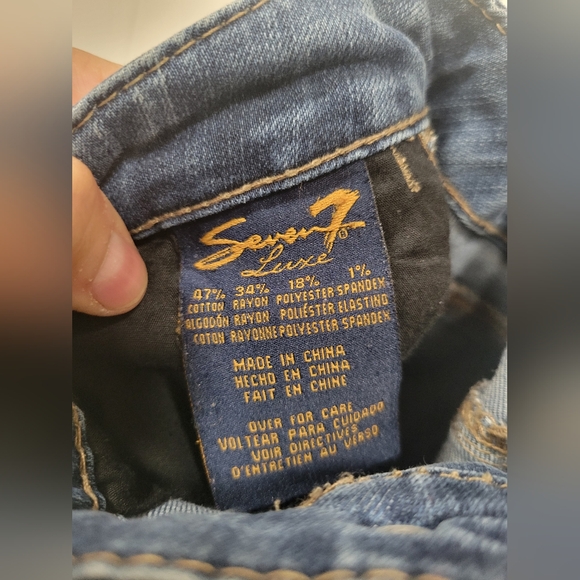 Seven7
Luxe
47% 34% 18% 1%
COTTON RAYON POLYESTER SPANDEX
ALGODÓN RAYON POLIÉSTER ELASTINO
COTON RAYONNE POLYESTER SPANDEX
MADE IN CHINA
HECHO EN CHINA
FAIT EN CHINE
OVER FOR CARE
VOLTEAR PARA CUIDADO
VOIR DIRECTIVES
D'ENTRETIEN AU VERSO